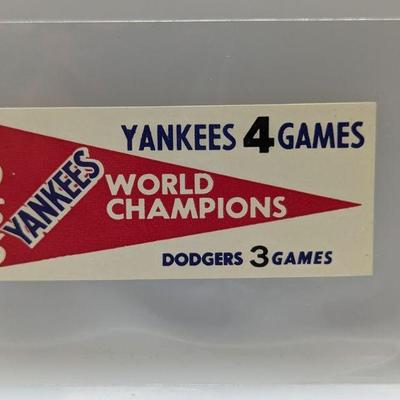 YANKEES 4 GAMES
YANKEES
WORLD
CHAMPIONS
DODGERS 3 GAMES